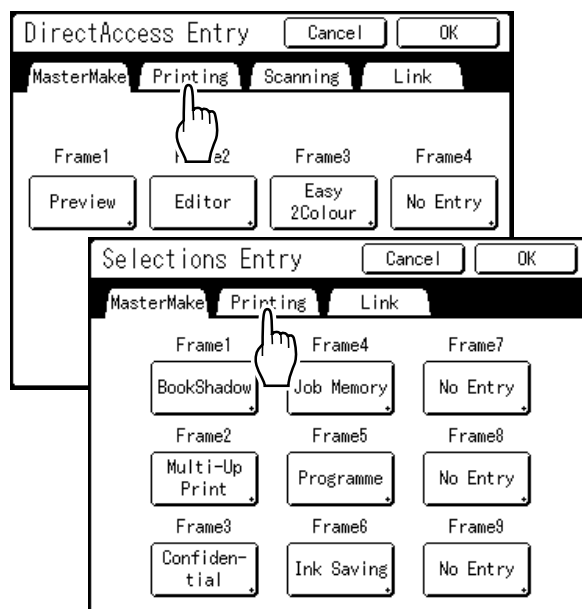 DirectAccess Entry Cancel OK
MasterMake Printing Scanning Link
Frame1 Frame2 Frame3 Frame4
Preview Editor Easy
2Colour No Entry
Selections Entry Cancel OK
MasterMake Printing Link
Frame1 Frame4 Frame7
BookShadow Job Memory No Entry
Frame2 Frame5 Frame8
Multi-Up
Print Programme No Entry
Frame3 Frame6 Frame9
Confiden-
tial Ink Saving No Entry